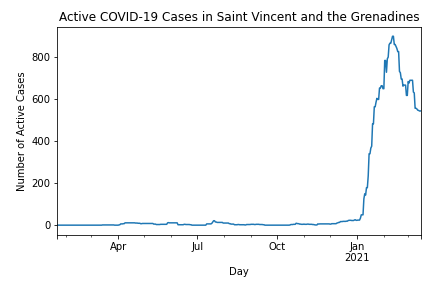 Active COVID-19 Cases in Saint Vincent and the Grenadines
Number of Active Cases
800
600
400
200
0
Apr Jul Oct Jan
2021
Day